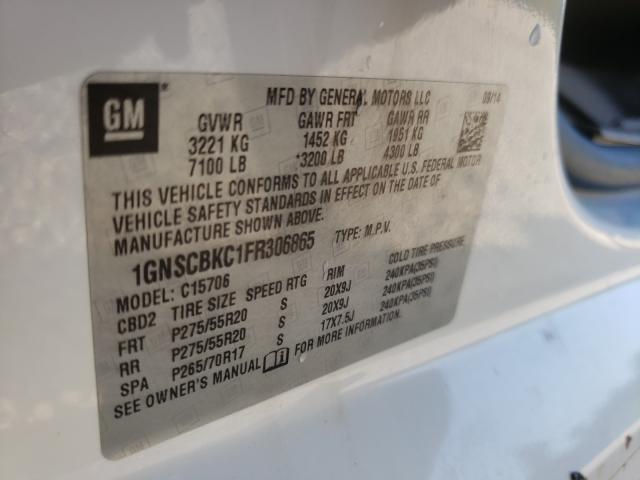 GM
MFD BY GENERAL MOTORS LLC 09/14
GVWR GAWR FRT GAWR RR
3221 KG 1452 KG 1951 KG
7100 LB *3200 LB 4300 LB
THIS VEHICLE CONFORMS TO ALL APPLICABLE U.S. FEDERAL MOTOR
VEHICLE SAFETY STANDARDS IN EFFECT ON THE DATE OF
MANUFACTURE SHOWN ABOVE.
1GNSCBKC1FR306865 TYPE: M.P.V.
MODEL: C15706
CBD2 TIRE SIZE SPEED RTG RIM COLD TIRE PRESSURE
FRT P275/55R20 S 20X9J 240KPA(35PSI)
RR P275/55R20 S 20X9J 240KPA(35PSI)
SPA P265/70R17 S 17X7.5J 240KPA(35PSI)
SEE OWNER'S MANUAL FOR MORE INFORMATION.